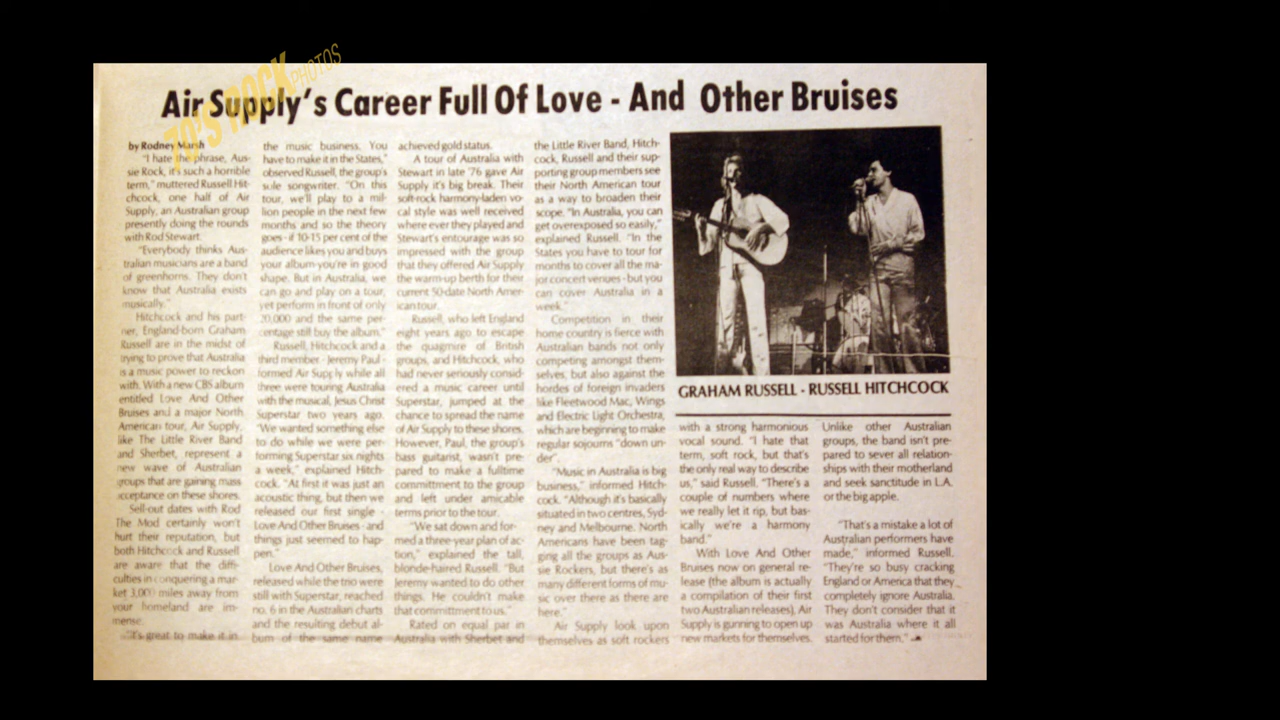 70'S ROCK PHOTOS
Air Supply's Career Full Of Love - And Other Bruises
by Rodney Marsh
"I hate the phrase, Aus-
sie Rock, it's such a horrible
term," muttered Russell Hit-
chcock, one half of Air
Supply, an Australian group
presently doing the rounds
with Rod Stewart.
"Everybody thinks Aus-
tralian musicians are a band
of greenhorns. They don't
know that Australia exists
musically."
Hitchcock and his part-
ner, England-born Graham
Russell are in the midst of
trying to prove that Australia
is a music power to reckon
with. With a new CBS album
entitled Love And Other
Bruises and a major North
American tour, Air Supply,
like The Little River Band
and Sherbet, represent a
new wave of Australian
groups that are gaining mass
acceptance on these shores.
Sell-out dates with Rod
The Mod certainly won't
hurt their reputation, but
both Hitchcock and Russell
are aware that the diffi-
culties in conquering a mar-
ket 3,000 miles away from
your homeland are im-
mense.
"It's great to make it in
the music business. You
have to make it in the States,"
observed Russell, the group's
sole songwriter. "On this
tour, we'll play to a mil-
lion people in the next few
months and so the theory
goes - if 10-15 per cent of the
audience likes you and buys
your album-you're in good
shape. But in Australia, we
can go and play on a tour,
yet perform in front of only
20,000 and the same per-
centage still buy the album."
Russell, Hitchcock and a
third member - Jeremy Paul -
formed Air Supply while all
three were touring Australia
with the musical, Jesus Christ
Superstar two years ago.
"We wanted something else
to do while we were per-
forming Superstar six nights
a week," explained Hitch-
cock. "At first it was just an
acoustic thing, but then we
released our first single -
Love And Other Bruises - and
things just seemed to hap-
pen."
Love And Other Bruises,
released while the trio were
still with Superstar, reached
no. 6 in the Australian charts
and the resulting debut al-
bum of the same name
achieved gold status.
A tour of Australia with
Stewart in late '76 gave Air
Supply it's big break. Their
soft-rock harmony-laden vo-
cal style was well received
where ever they played and
Stewart's entourage was so
impressed with the group
that they offered Air Supply
the warm-up berth for their
current 50-date North Amer-
ican tour.
Russell, who left England
eight years ago to escape
the quagmire of British
groups, and Hitchcock, who
had never seriously consid-
ered a music career until
Superstar, jumped at the
chance to spread the name
of Air Supply to these shores.
However, Paul, the group's
bass guitarist, wasn't pre-
pared to make a fulltime
committment to the group
and left under amicable
terms prior to the tour.
"We sat down and for-
med a three-year plan of ac-
tion," explained the tall,
blonde-haired Russell. "But
Jeremy wanted to do other
things. He couldn't make
that committment to us."
Rated on equal par in
Australia with Sherbet and
the Little River Band, Hitch-
cock, Russell and their sup-
porting group members see
their North American tour
as a way to broaden their
scope. "In Australia, you can
get overexposed so easily,"
explained Russell. "In the
States you have to tour for
months to cover all the ma-
jor concert venues - but you
can cover Australia in a
week."
Competition in their
home country is fierce with
Australian bands not only
competing amongst them-
selves, but also against the
hordes of foreign invaders
like Fleetwood Mac, Wings
and Electric Light Orchestra,
which are beginning to make
regular sojourns "down un-
der".
"Music in Australia is big
business," informed Hitch-
cock. "Although it's basically
situated in two centres, Syd-
ney and Melbourne. North
Americans have been tag-
ging all the groups as Aus-
sie Rockers, but there's as
many different forms of mu-
sic over there as there are
here."
Air Supply look upon
themselves as soft rockers
GRAHAM RUSSELL - RUSSELL HITCHCOCK
with a strong harmonious
vocal sound. "I hate that
term, soft rock, but that's
the only real way to describe
us," said Russell. "There's a
couple of numbers where
we really let it rip, but bas-
ically we're a harmony
band."
With Love And Other
Bruises now on general re-
lease (the album is actually
a compilation of their first
two Australian releases), Air
Supply is gunning to open up
new markets for themselves.
Unlike other Australian
groups, the band isn't pre-
pared to sever all relation-
ships with their motherland
and seek sanctitude in L.A.
or the big apple.
"That's a mistake a lot of
Australian performers have
made," informed Russell.
"They're so busy cracking
England or America that they
completely ignore Australia.
They don't consider that it
was Australia where it all
started for them."